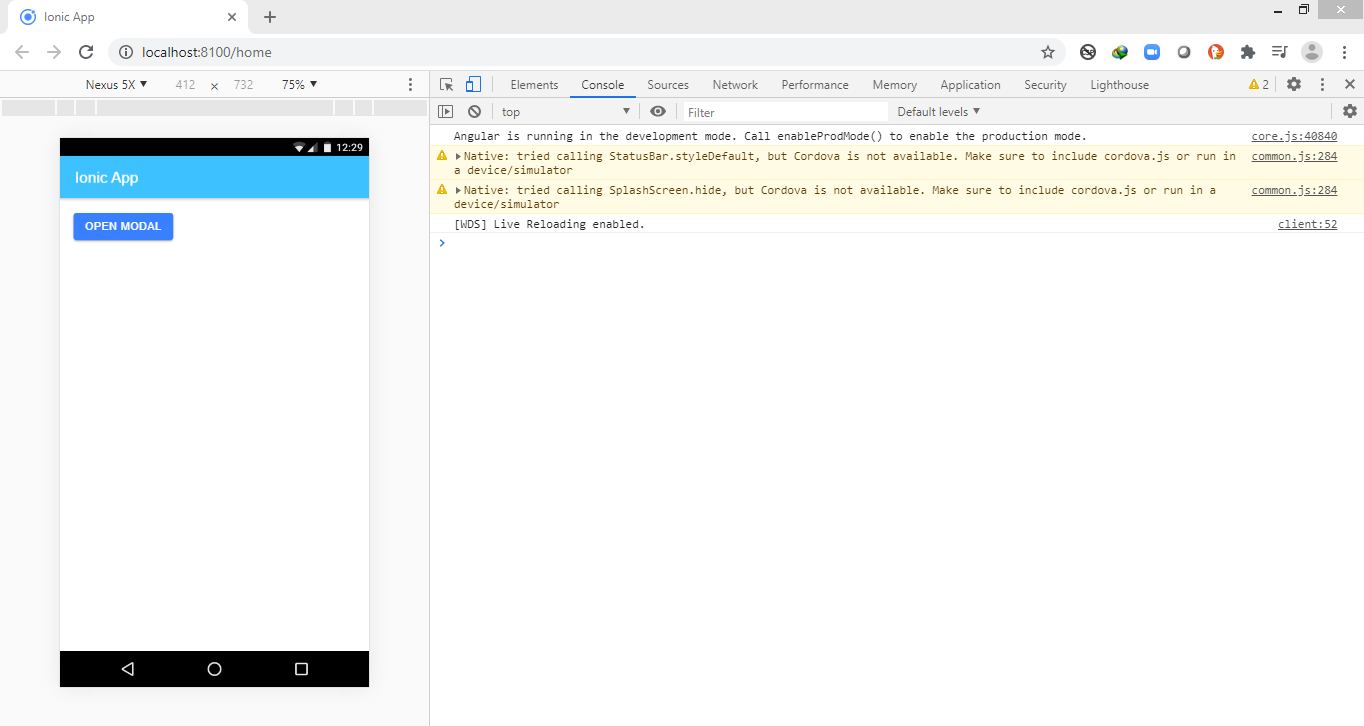 Ionic App
localhost:8100/home
Nexus 5X 412 × 732 75%
Elements Console Sources Network Performance Memory Application Security Lighthouse 2
top Filter Default levels
12:29
Ionic App
OPEN MODAL
Angular is running in the development mode. Call enableProdMode() to enable the production mode. core.js:40840
Native: tried calling StatusBar.styleDefault, but Cordova is not available. Make sure to include cordova.js or run in common.js:284
a device/simulator
Native: tried calling SplashScreen.hide, but Cordova is not available. Make sure to include cordova.js or run in a common.js:284
device/simulator
[WDS] Live Reloading enabled. client:52